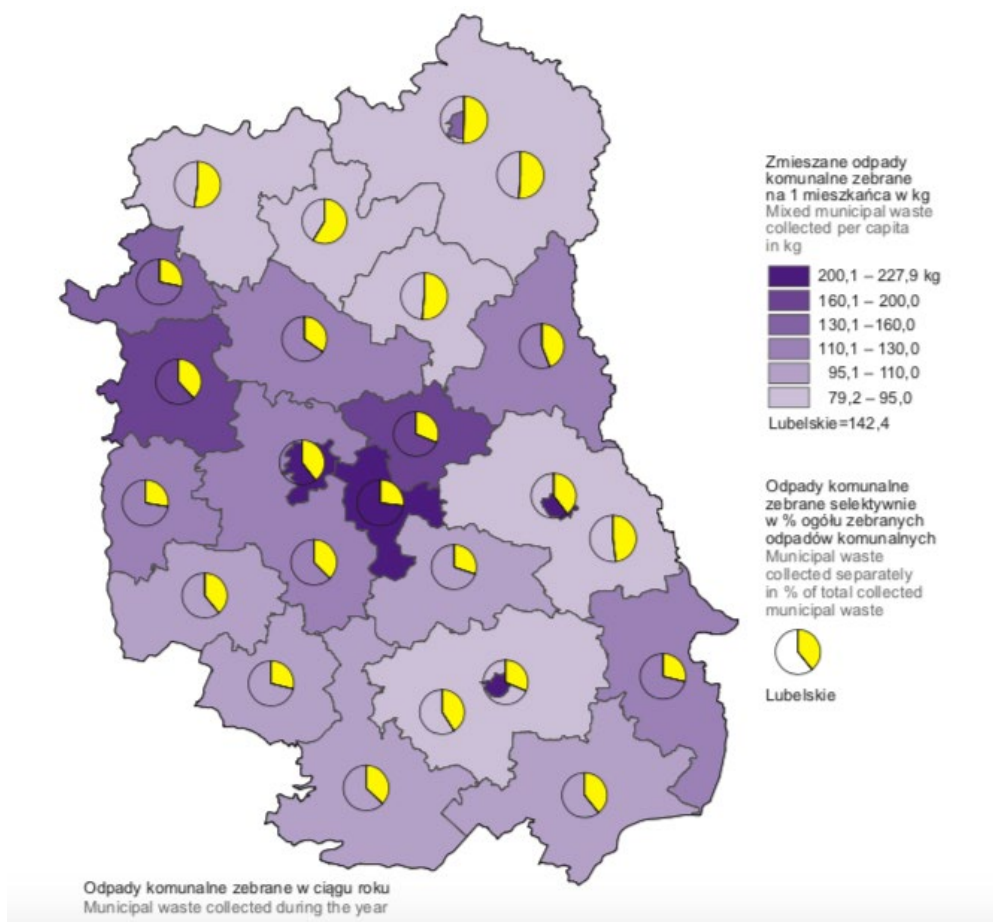 Zmieszane odpady
komunalne zebrane
na 1 mieszkańca w kg
Mixed municipal waste
collected per capita
in kg
200,1 – 227,9 kg
160,1 – 200,0
130,1 – 160,0
110,1 – 130,0
95,1 – 110,0
79,2 – 95,0
Lubelskie=142,4
Odpady komunalne
zebrane selektywnie
w % ogółu zebranych
odpadów komunalnych
Municipal waste
collected separately
in % of total collected
municipal waste
Lubelskie
Odpady komunalne zebrane w ciągu roku
Municipal waste collected during the year